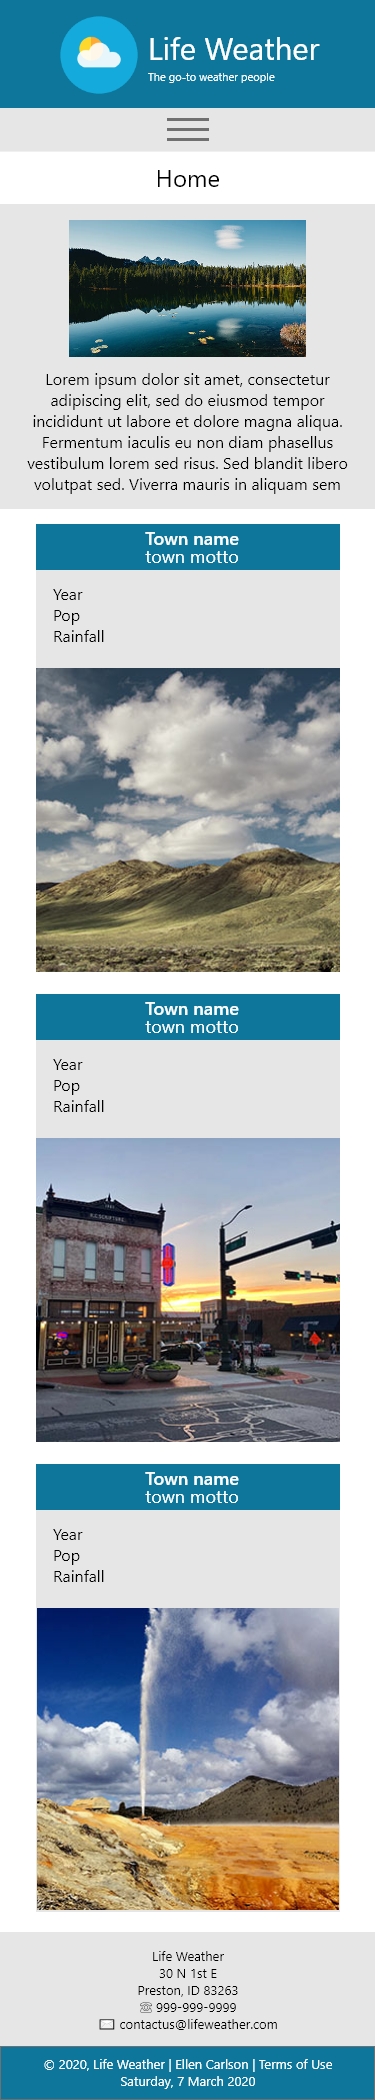 Life Weather
The go-to weather people
Home
Lorem ipsum dolor sit amet, consectetur
adipiscing elit, sed do eiusmod tempor
incididunt ut labore et dolore magna aliqua.
Fermentum iaculis eu non diam phasellus
vestibulum lorem sed risus. Sed blandit libero
volutpat sed. Viverra mauris in aliquam sem
Town name
town motto
Year
Pop
Rainfall
Town name
town motto
Year
Pop
Rainfall
Town name
town motto
Year
Pop
Rainfall
Life Weather
30 N 1st E
Preston, ID 83263
☏ 999-999-9999
✉ contactus@lifeweather.com
© 2020, Life Weather | Ellen Carlson | Terms of Use
Saturday, 7 March 2020